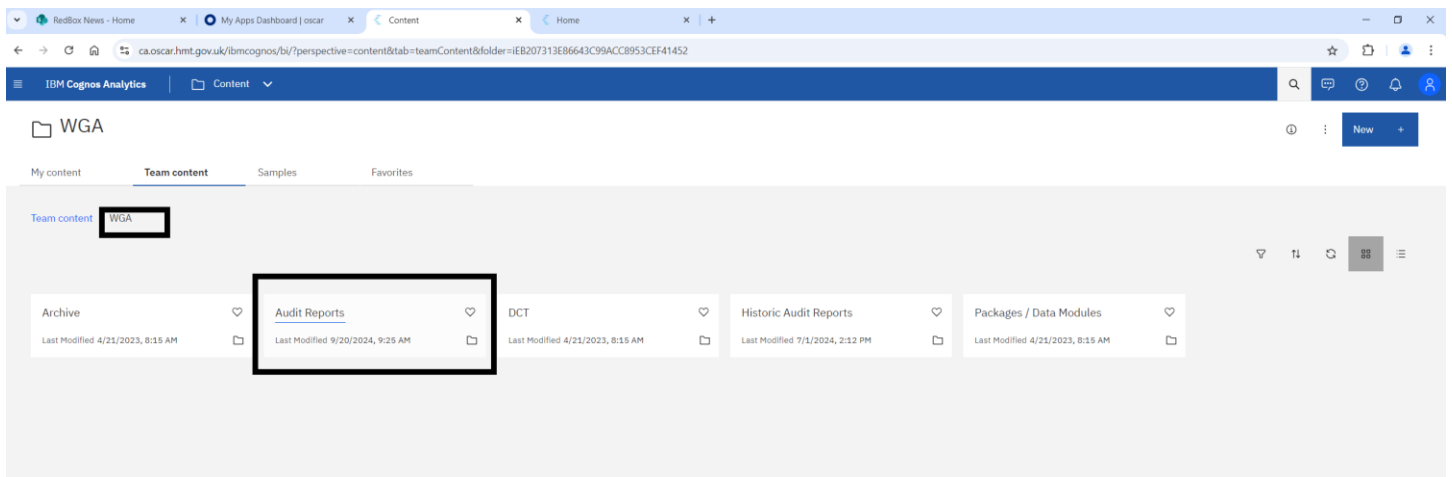 RedBox News - Home
My Apps Dashboard | oscar
Content
Home
ca.oscar.hmt.gov.uk/ibmcognos/bi/?perspective=content&tab=teamContent&folder=iEB207313E86643C99ACC8953CEF41452
IBM Cognos Analytics
Content
WGA
New +
My content
Team content
Samples
Favorites
Team content
WGA
Archive
Last Modified 4/21/2023, 8:15 AM
Audit Reports
Last Modified 9/20/2024, 9:25 AM
DCT
Last Modified 4/21/2023, 8:15 AM
Historic Audit Reports
Last Modified 7/1/2024, 2:12 PM
Packages / Data Modules
Last Modified 4/21/2023, 8:15 AM